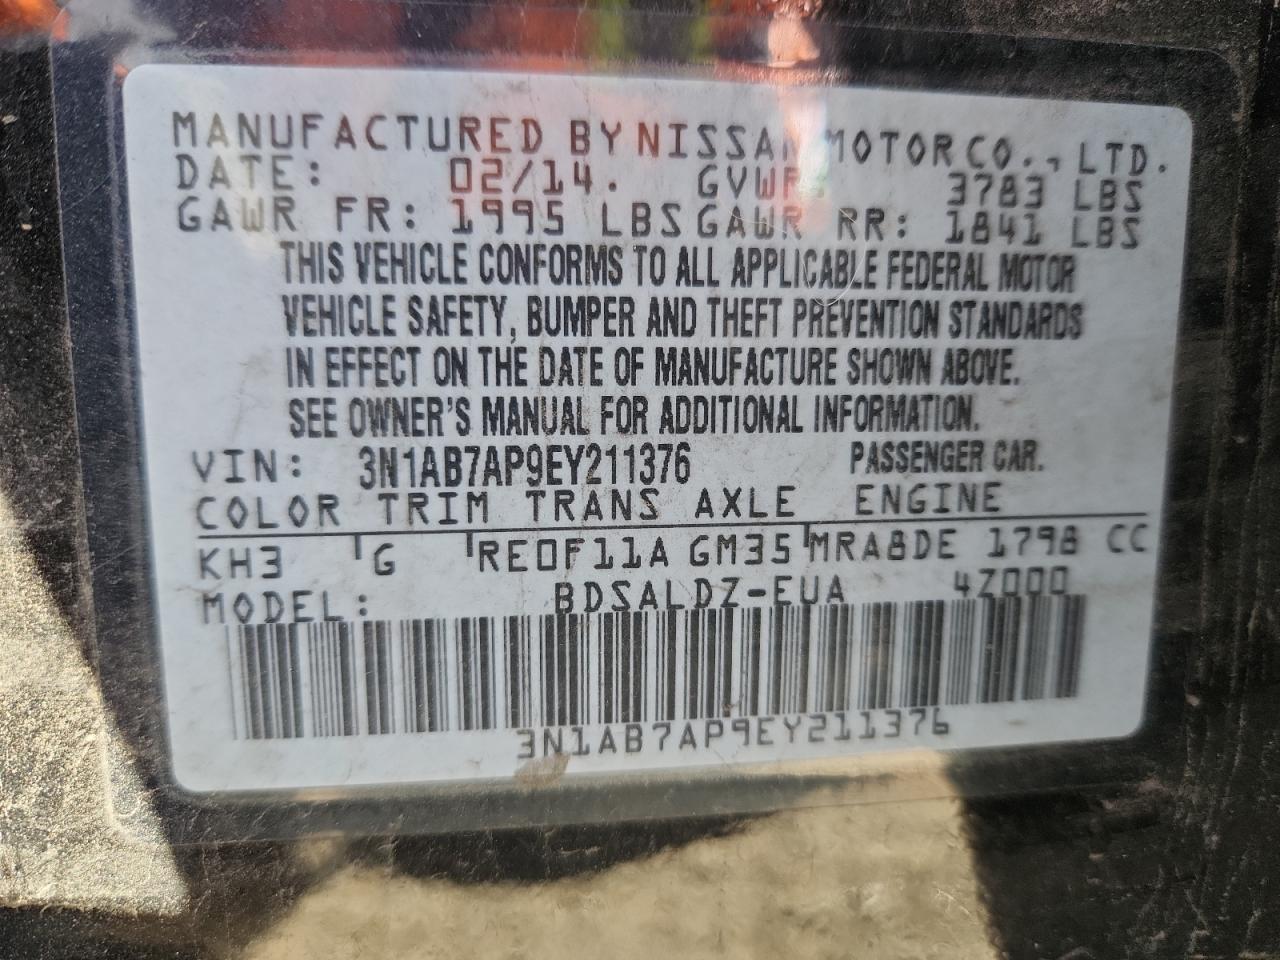 MANUFACTURED BY NISSAN MOTOR CO., LTD.
DATE: 02/14. GVWR: 3783 LBS
GAWR FR: 1995 LBS GAWR RR: 1841 LBS
THIS VEHICLE CONFORMS TO ALL APPLICABLE FEDERAL MOTOR
VEHICLE SAFETY, BUMPER AND THEFT PREVENTION STANDARDS
IN EFFECT ON THE DATE OF MANUFACTURE SHOWN ABOVE.
SEE OWNER'S MANUAL FOR ADDITIONAL INFORMATION.
VIN: 3N1AB7AP9EY211376 PASSENGER CAR.
COLOR TRIM TRANS AXLE ENGINE
KH3 G RE0F11A GM35 MRA8DE 1798 CC
MODEL: BDSALDZ-EUA 4Z000
3N1AB7AP9EY211376